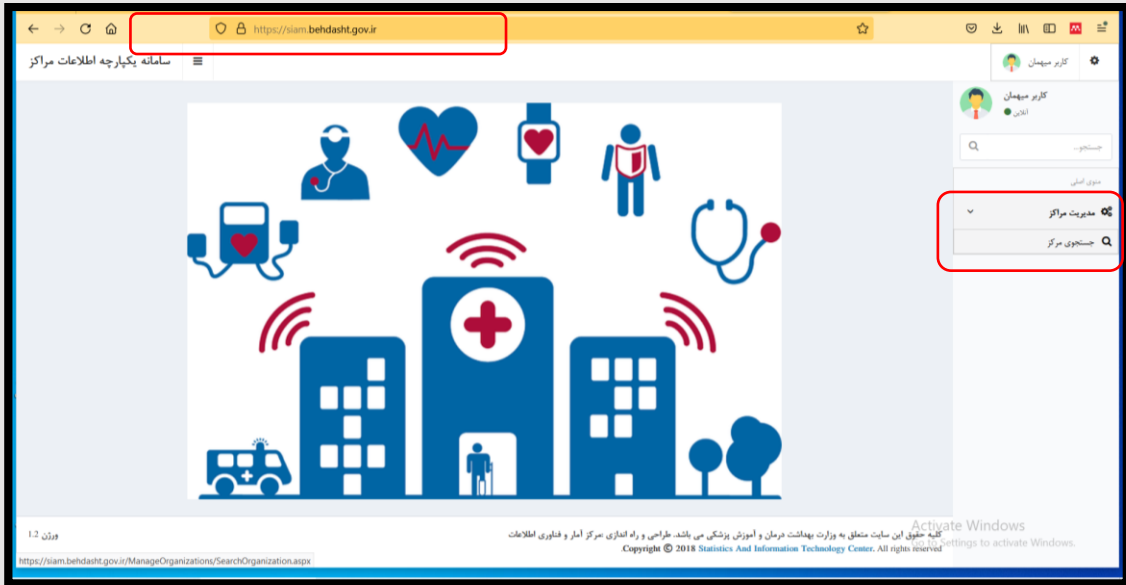 https://siam.behdasht.gov.ir
سامانه یکپارچه اطلاعات مراکز
کاربر میهمان
کاربر میهمان
آنلاین
جستجو..
منوی اصلی
مدیریت مراکز
جستجوی مرکز
Activate Windows
Go to Settings to activate Windows.
کلیه حقوق این سایت متعلق به وزارت بهداشت درمان و آموزش پزشکی می باشد. طراحی و راه اندازی :مرکز آمار و فناوری اطلاعات
Copyright © 2018 Statistics And Information Technology Center. All rights reserved.
ورژن 1.2
https://siam.behdasht.gov.ir/ManageOrganizations/SearchOrganization.aspx